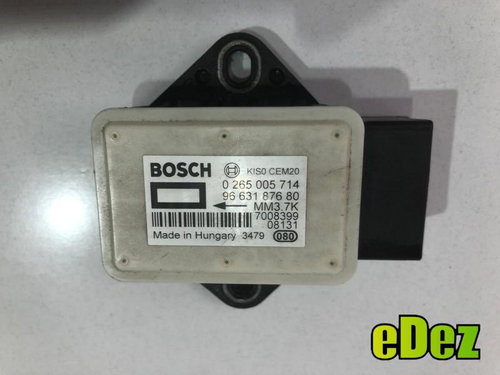 BOSCH KIS0 CEM20
0 265 005 714
96 631 876 80
MM3.7K
7008399
08131
Made in Hungary 3479 080
eDez